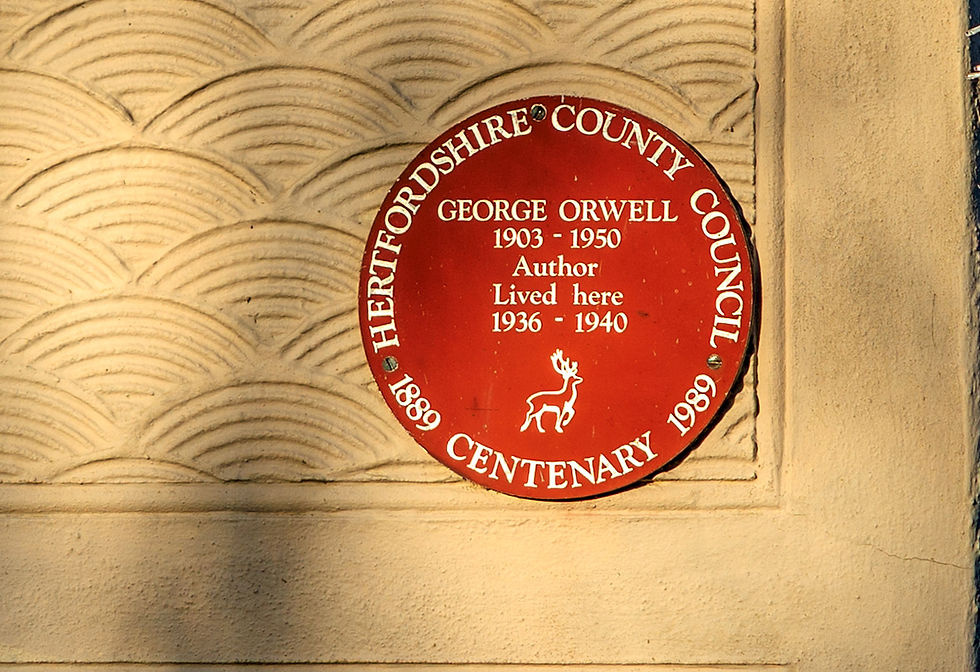 HERTFORDSHIRE COUNTY COUNCIL
GEORGE ORWELL
1903 - 1950
Author
Lived here
1936 - 1940
1889 CENTENARY 1989